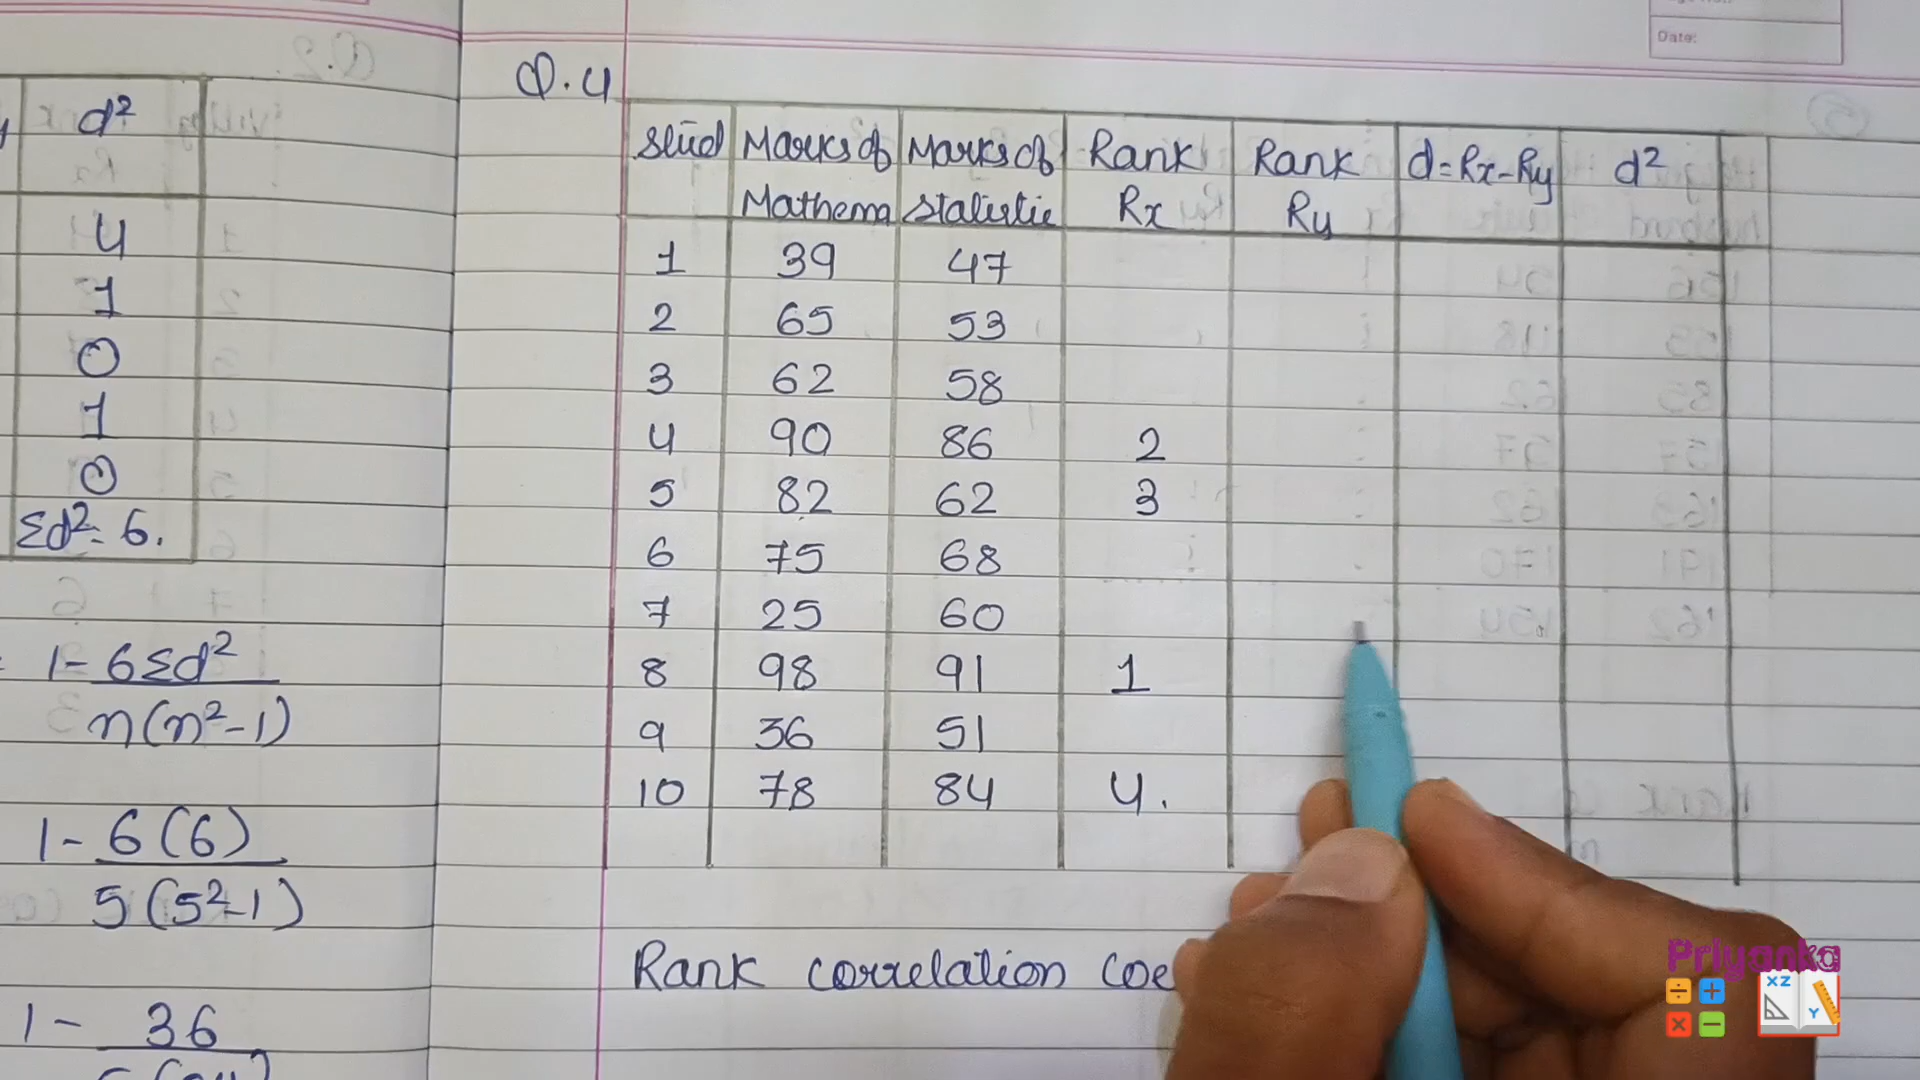 d²
4
1
0
1
0
Σd² = 6.
1 - 6Σd²
n(n²-1)
1 - 6(6)
5(5²-1)
1 - 36
Q.4
Stud Marks of Marks of Rank Rank d=Rx-Ry d²
Mathema Statistic Rx Ry
1 39 47
2 65 53
3 62 58
4 90 86 2
5 82 62 3
6 75 68
7 25 60
8 98 91 1
9 36 51
10 78 84 4.
Rank correlation coe
Date:
Priyanka
XZ
Y